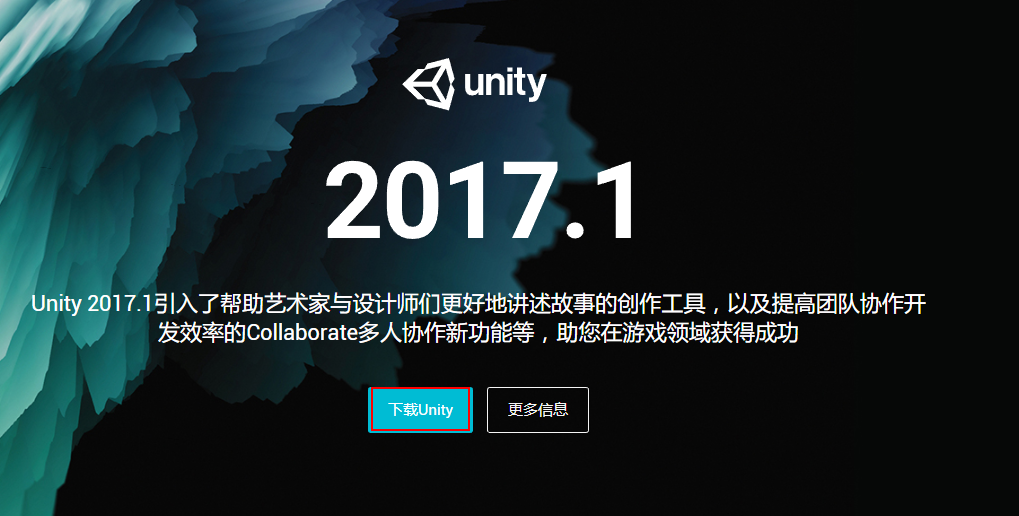 unity
2017.1
Unity 2017.1引入了帮助艺术家与设计师们更好地讲述故事的创作工具，以及提高团队协作开
发效率的Collaborate多人协作新功能等，助您在游戏领域获得成功
下载Unity
更多信息